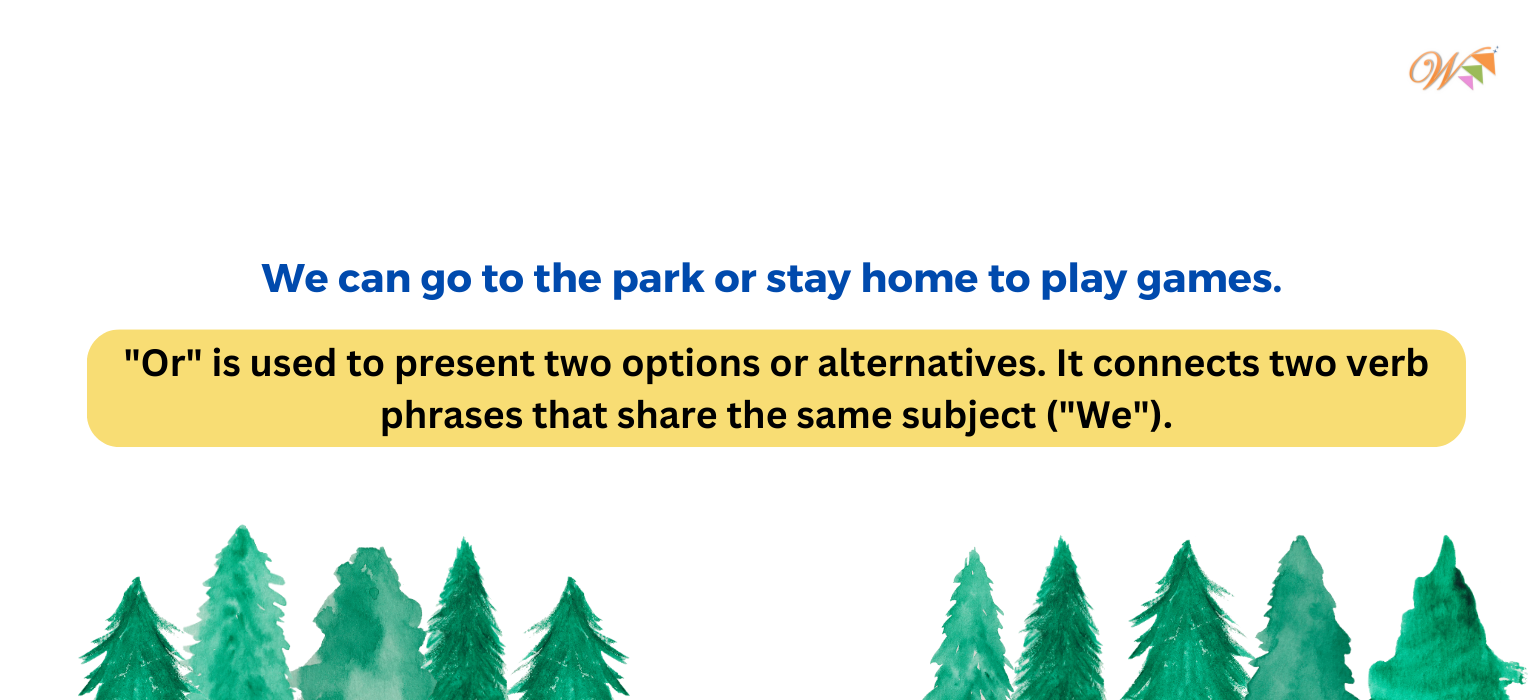 W
We can go to the park or stay home to play games.
"Or" is used to present two options or alternatives. It connects two verb
phrases that share the same subject ("We").